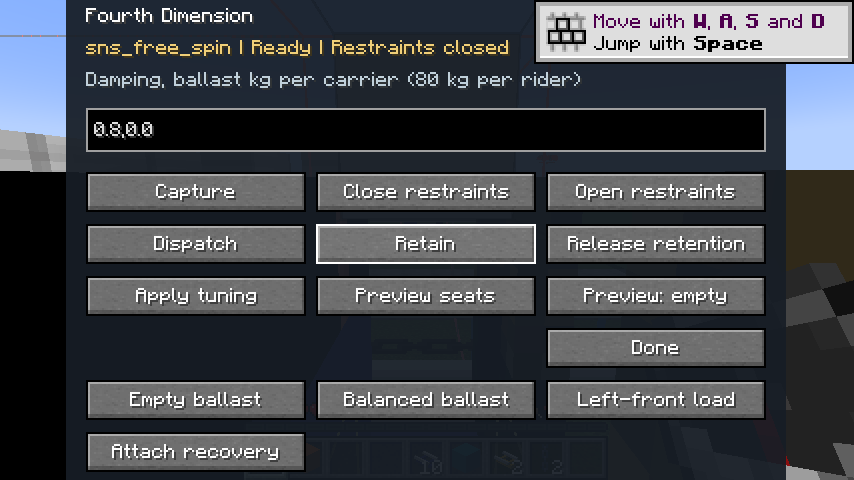 Fourth Dimension
Move with W, A, S and D
Jump with Space
sns_free_spin | Ready | Restraints closed
Damping, ballast kg per carrier (80 kg per rider)
0.8,0.0
Capture
Close restraints
Open restraints
Dispatch
Retain
Release retention
Apply tuning
Preview seats
Preview: empty
Done
Empty ballast
Balanced ballast
Left-front load
Attach recovery
10
2
2